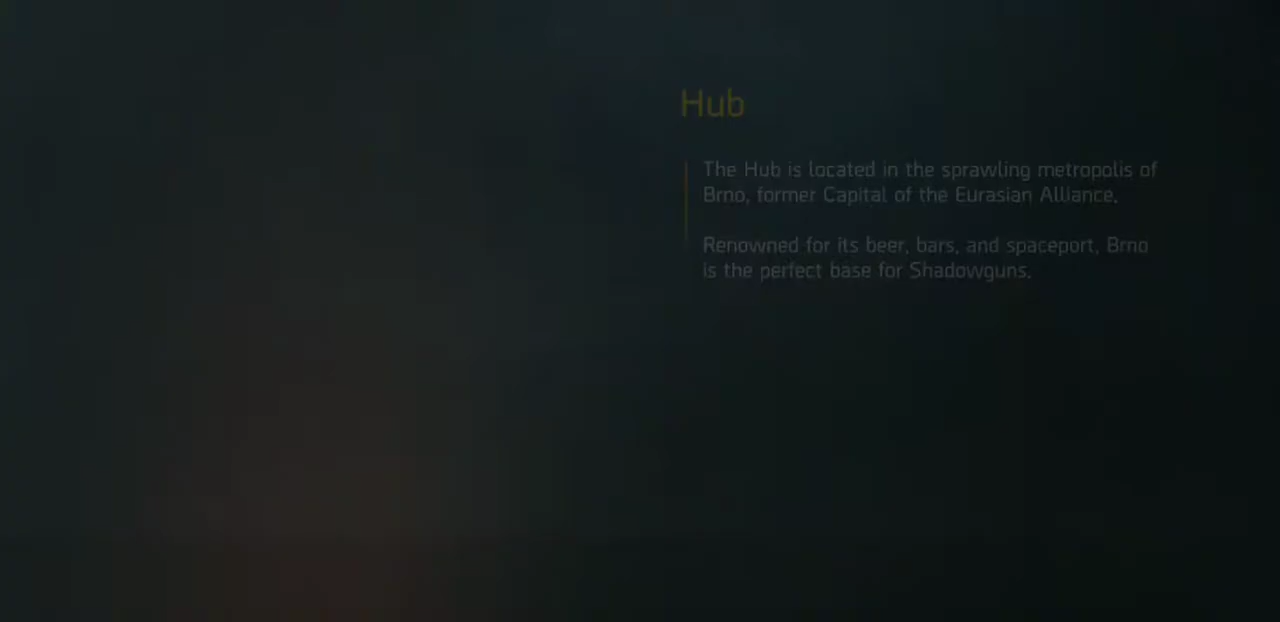 Hub
The Hub is located in the sprawling metropolis of
Brno, former Capital of the Eurasian Alliance.
Renowned for its beer, bars, and spaceport, Brno
is the perfect base for Shadowguns.